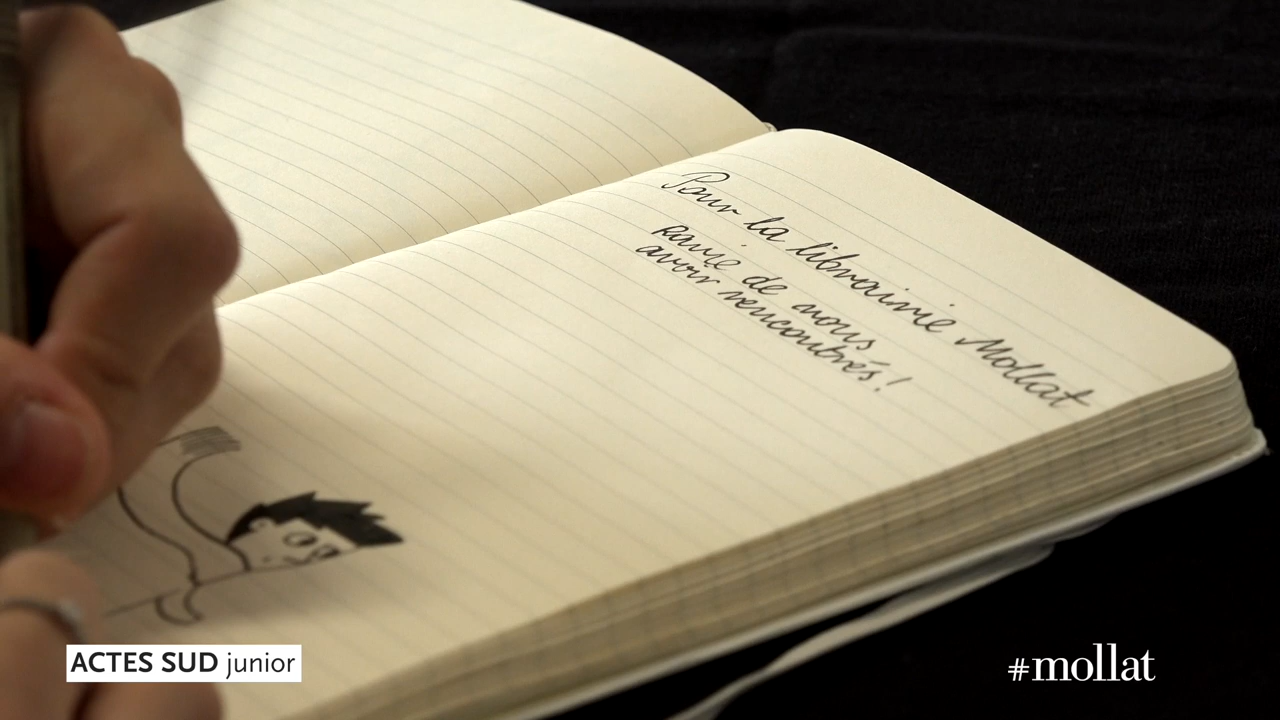 Pour la librairie Mollat
ravie de vous
avoir rencontrés!
ACTES SUD junior
#mollat